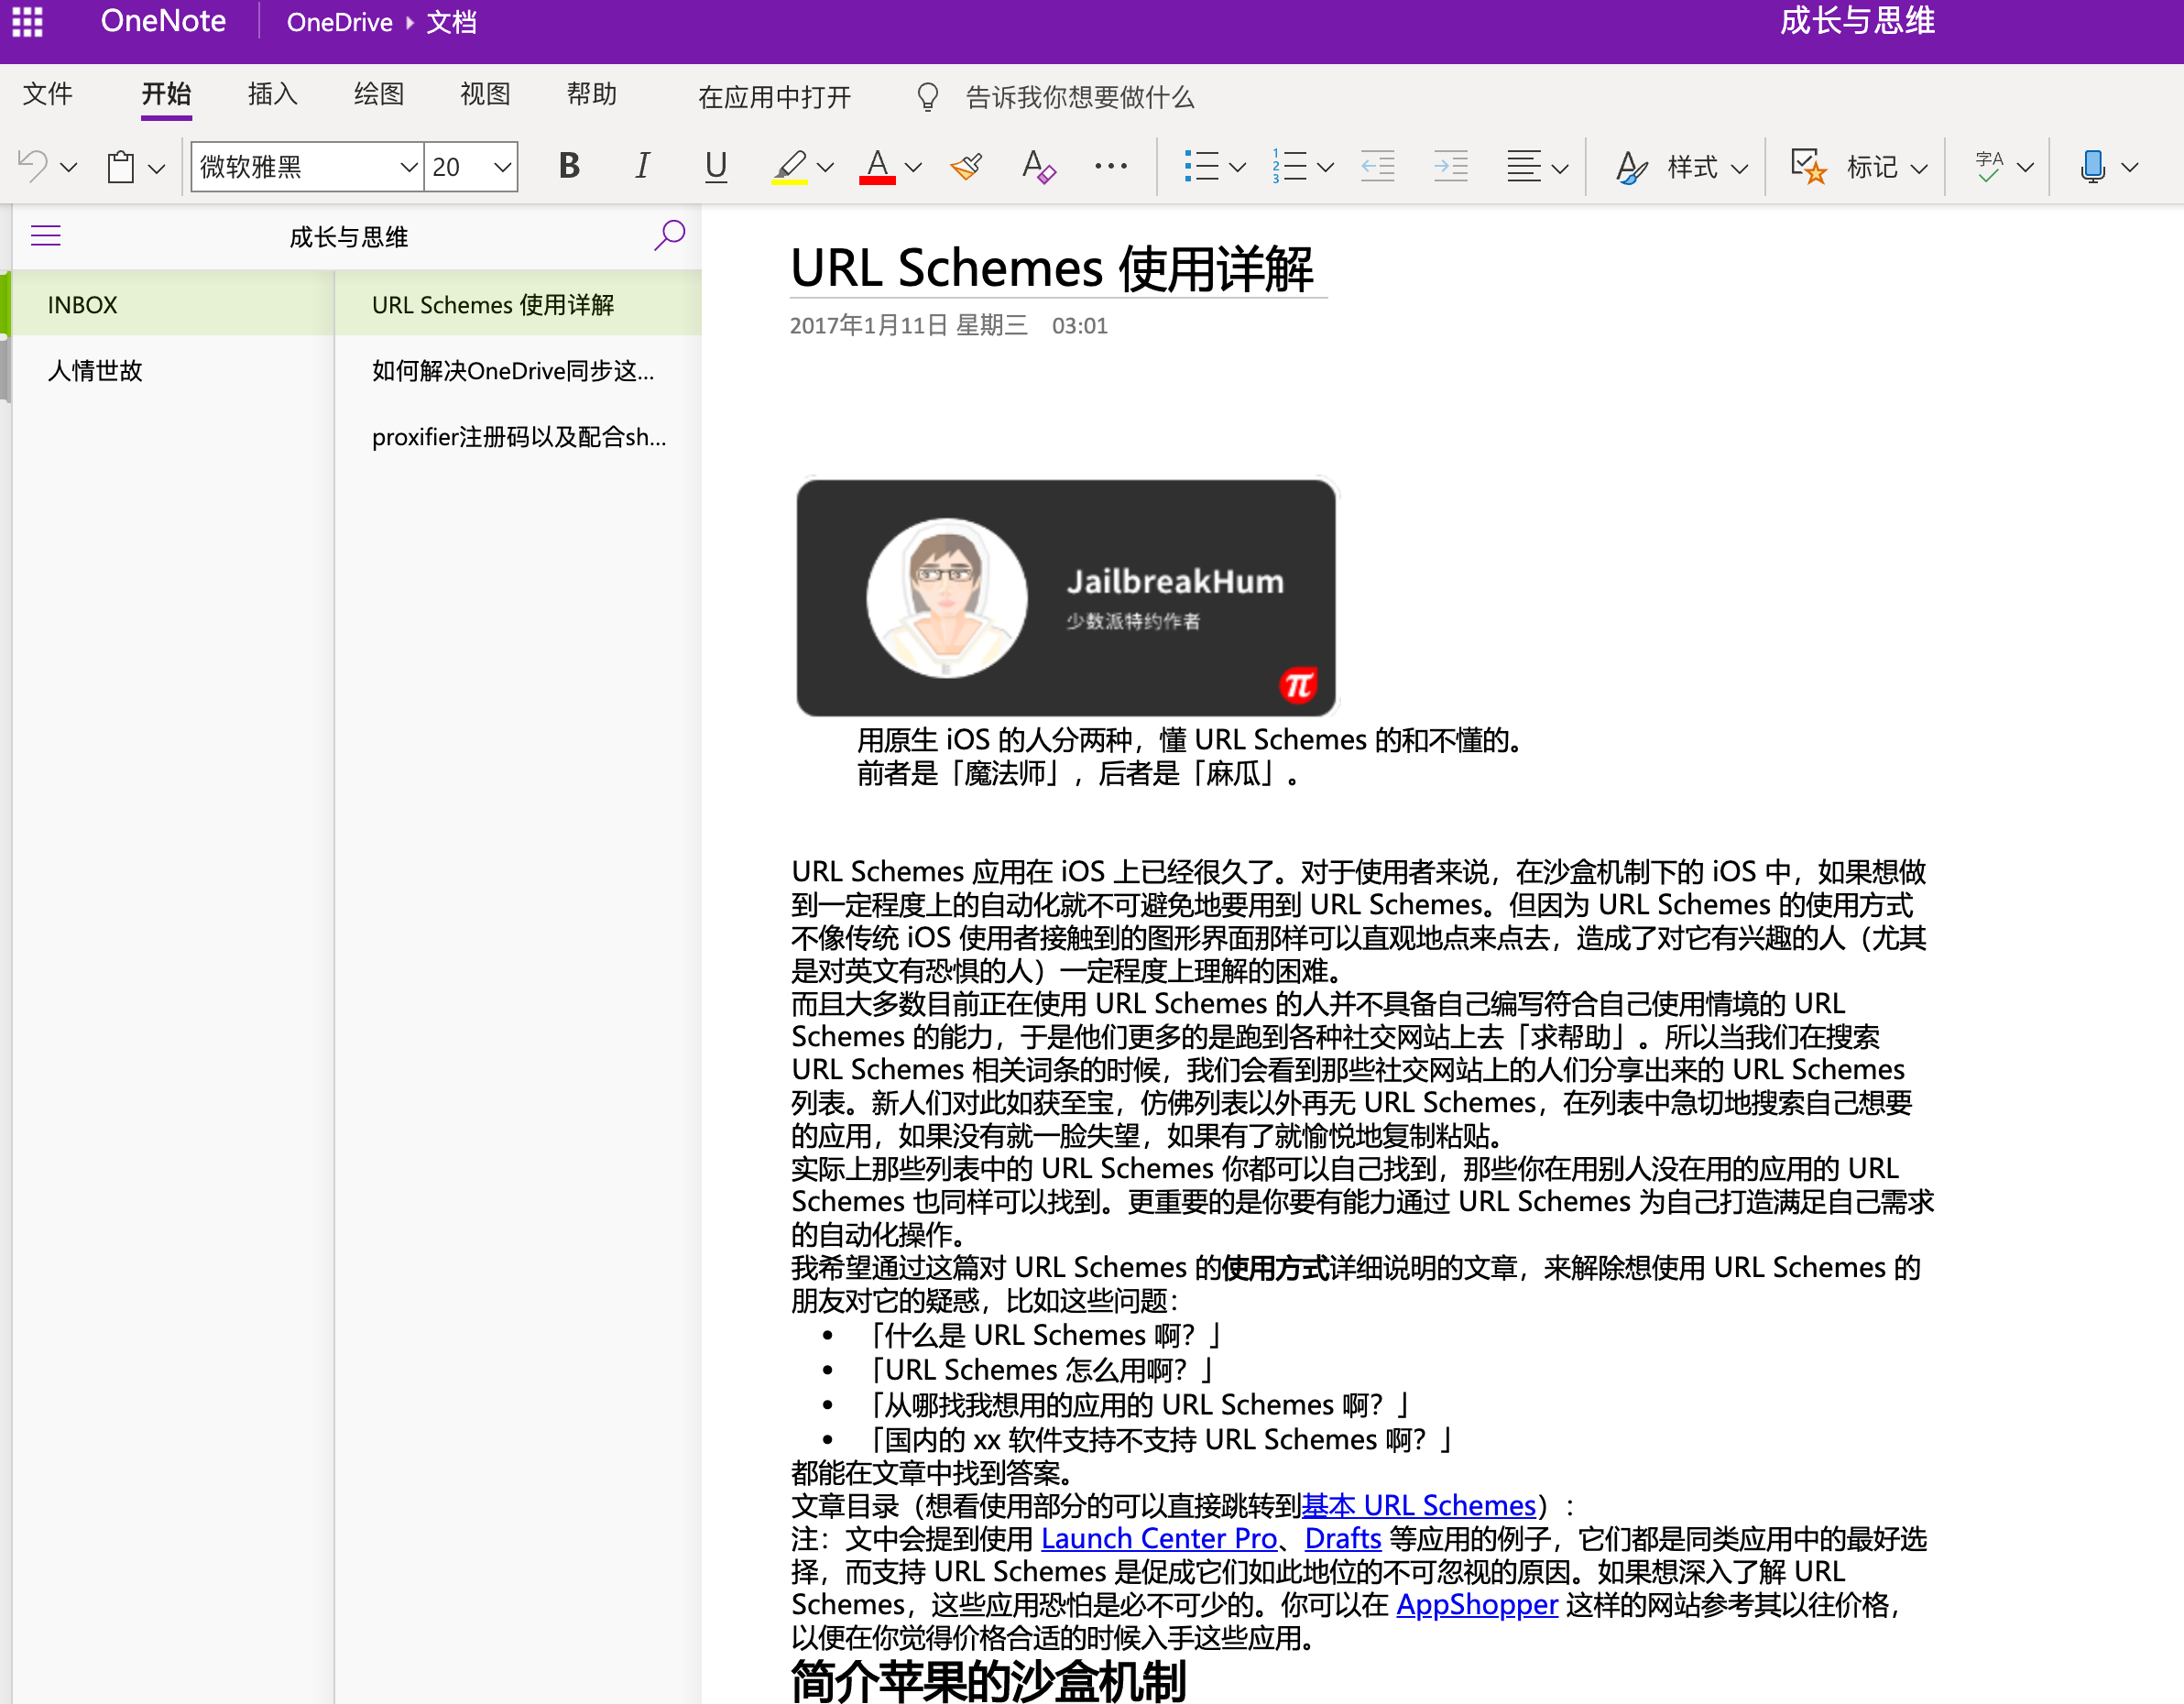 OneNote
OneDrive
文档
成长与思维
文件
开始
插入
绘图
视图
帮助
在应用中打开
告诉我你想要做什么
微软雅黑
20
B
I
U
A
样式
标记
字A
成长与思维
INBOX
人情世故
URL Schemes 使用详解
如何解决OneDrive同步这...
proxifier注册码以及配合sh...
URL Schemes 使用详解
2017年1月11日 星期三 03:01
JailbreakHum
少数派特约作者
π
用原生 iOS 的人分两种，懂 URL Schemes 的和不懂的。
前者是「魔法师」，后者是「麻瓜」。
URL Schemes 应用在 iOS 上已经很久了。对于使用者来说，在沙盒机制下的 iOS 中，如果想做
到一定程度上的自动化就不可避免地要用到 URL Schemes。但因为 URL Schemes 的使用方式
不像传统 iOS 使用者接触到的图形界面那样可以直观地点来点去，造成了对它有兴趣的人（尤其
是对英文有恐惧的人）一定程度上理解的困难。
而且大多数目前正在使用 URL Schemes 的人并不具备自己编写符合自己使用情境的 URL
Schemes 的能力，于是他们更多的是跑到各种社交网站上去「求帮助」。所以当我们在搜索
URL Schemes 相关词条的时候，我们会看到那些社交网站上的人们分享出来的 URL Schemes
列表。新人们对此如获至宝，仿佛列表以外再无 URL Schemes，在列表中急切地搜索自己想要
的应用，如果没有就一脸失望，如果有了就愉悦地复制粘贴。
实际上那些列表中的 URL Schemes 你都可以自己找到，那些你在用别人没在用的应用的 URL
Schemes 也同样可以找到。更重要的是你要有能力通过 URL Schemes 为自己打造满足自己需求
的自动化操作。
我希望通过这篇对 URL Schemes 的使用方式详细说明的文章，来解除想使用 URL Schemes 的
朋友对它的疑惑，比如这些问题：
• 「什么是 URL Schemes 啊？」
• 「URL Schemes 怎么用啊？」
• 「从哪找我想用的应用的 URL Schemes 啊？」
• 「国内的 xx 软件支持不支持 URL Schemes 啊？」
都能在文章中找到答案。
文章目录（想看使用部分的可以直接跳转到基本 URL Schemes）：
注：文中会提到使用 Launch Center Pro、Drafts 等应用的例子，它们都是同类应用中的最好选
择，而支持 URL Schemes 是促成它们如此地位的不可忽视的原因。如果想深入了解 URL
Schemes，这些应用恐怕是必不可少的。你可以在 AppShopper 这样的网站参考其以往价格，
以便在你觉得价格合适的时候入手这些应用。
简介苹果的沙盒机制